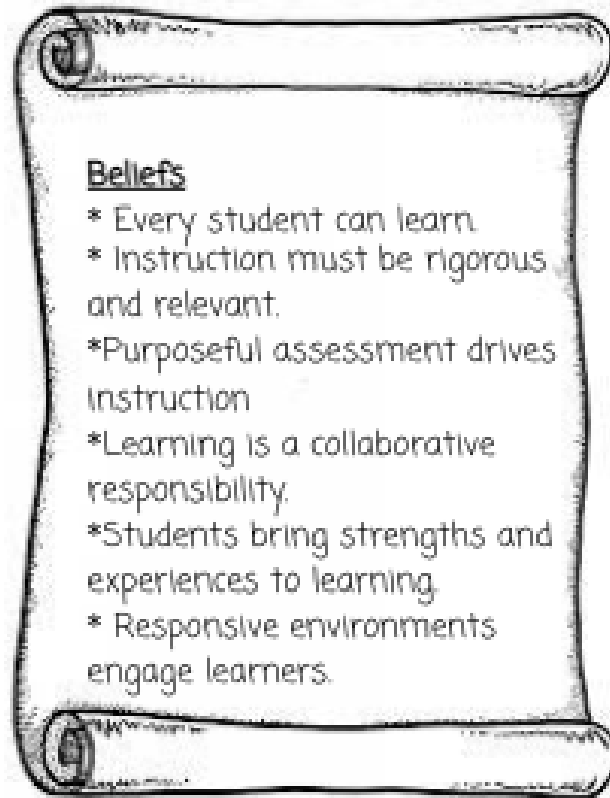 Beliefs
* Every student can learn.
* Instruction must be rigorous
and relevant.
*Purposeful assessment drives
instruction
*Learning is a collaborative
responsibility.
*Students bring strengths and
experiences to learning.
* Responsive environments
engage learners.